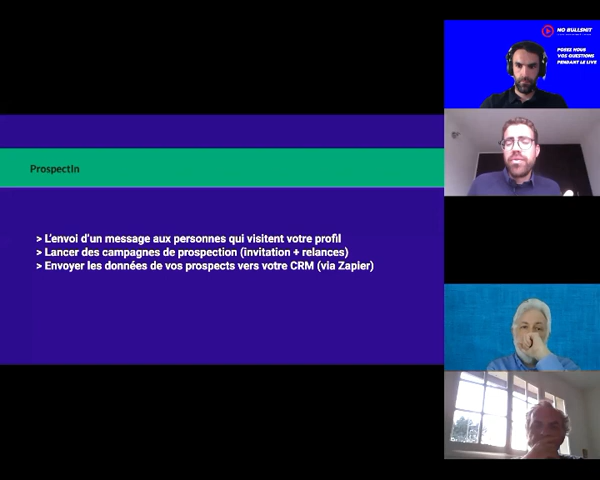 NO BULLSHIT
POSEZ NOUS
VOS QUESTIONS
PENDANT LE LIVE
ProspectIn
> L'envoi d'un message aux personnes qui visitent votre profil
> Lancer des campagnes de prospection (invitation + relances)
> Envoyer les données de vos prospects vers votre CRM (via Zapier)